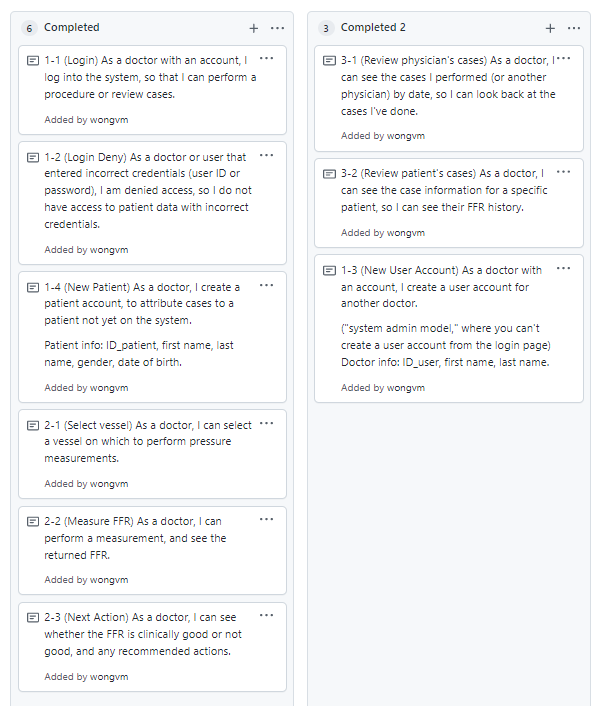 6 Completed
1-1 (Login) As a doctor with an account, I
log into the system, so that I can perform a
procedure or review cases.
Added by wongvm
1-2 (Login Deny) As a doctor or user that
entered incorrect credentials (user ID or
password), I am denied access, so I do not
have access to patient data with incorrect
credentials.
Added by wongvm
1-4 (New Patient) As a doctor, I create a
patient account, to attribute cases to a
patient not yet on the system.
Patient info: ID_patient, first name, last
name, gender, date of birth.
Added by wongvm
2-1 (Select vessel) As a doctor, I can select
a vessel on which to perform pressure
measurements.
Added by wongvm
2-2 (Measure FFR) As a doctor, I can
perform a measurement, and see the
returned FFR.
Added by wongvm
2-3 (Next Action) As a doctor, I can see
whether the FFR is clinically good or not
good, and any recommended actions.
Added by wongvm
3 Completed 2
3-1 (Review physician's cases) As a doctor, I
can see the cases I performed (or another
physician) by date, so I can look back at the
cases I've done.
Added by wongvm
3-2 (Review patient's cases) As a doctor, I
can see the case information for a specific
patient, so I can see their FFR history.
Added by wongvm
1-3 (New User Account) As a doctor with
an account, I create a user account for
another doctor.
("system admin model," where you can't
create a user account from the login page)
Doctor info: ID_user, first name, last name.
Added by wongvm